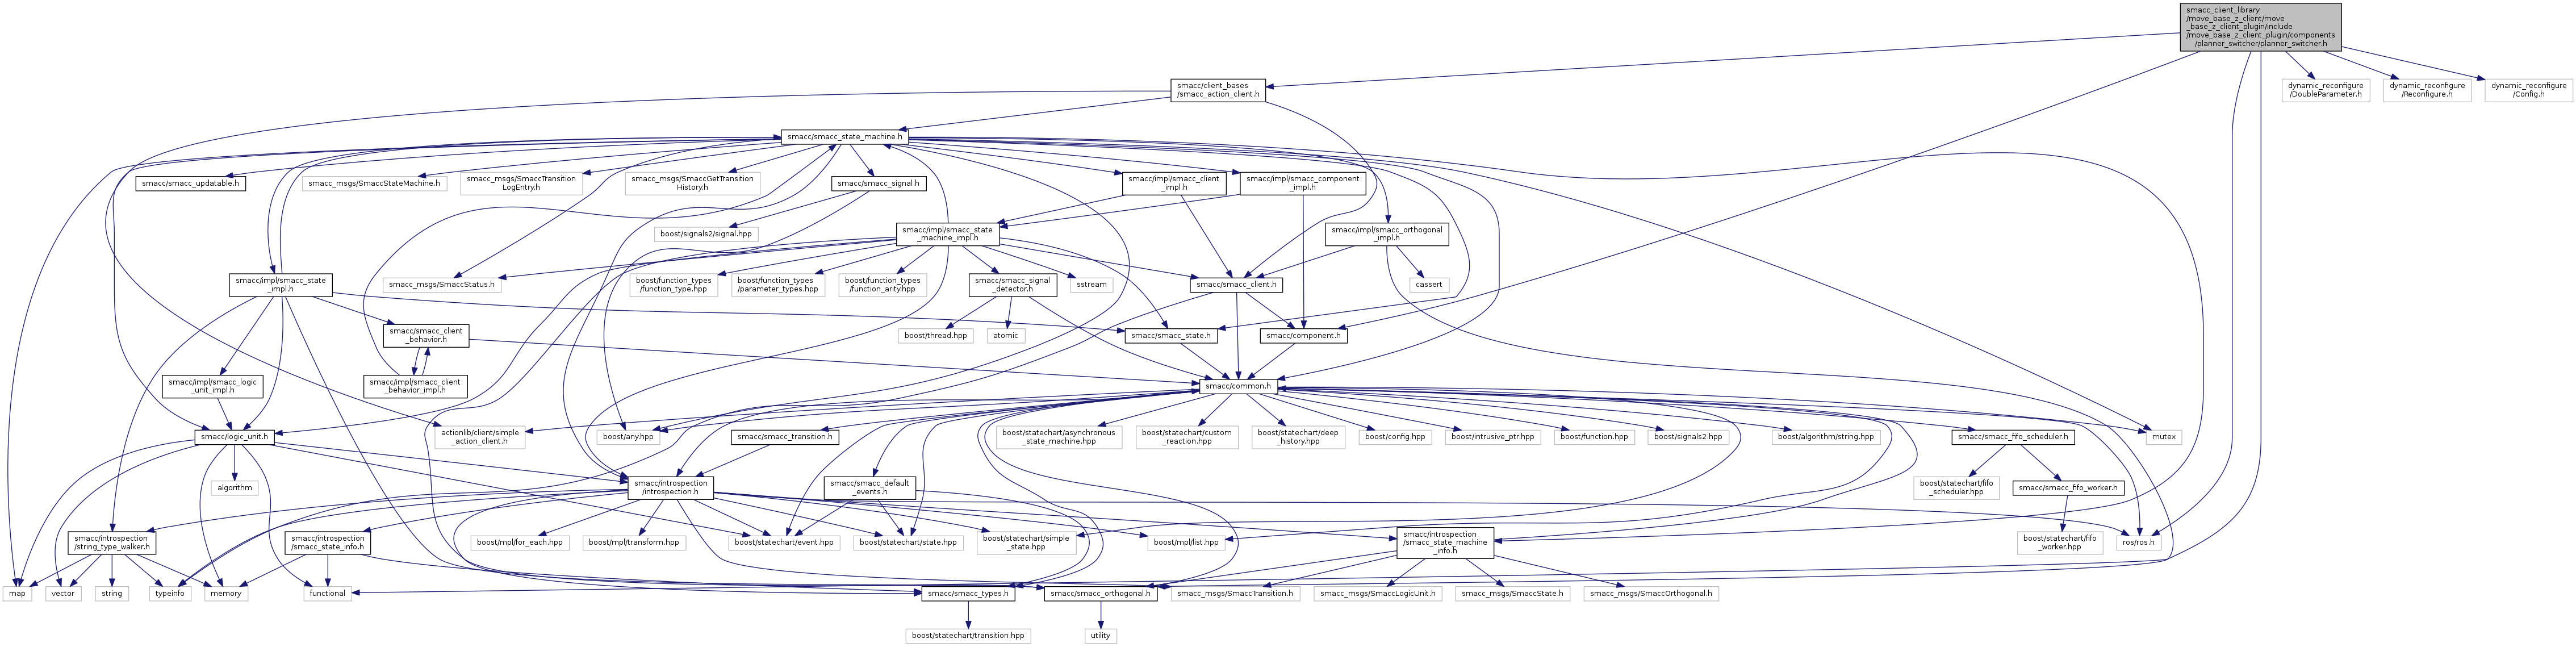 smacc_client_library
/move_base_z_client/move
_base_z_client_plugin/include
/move_base_z_client_plugin/components
/planner_switcher/planner_switcher.h
smacc/client_bases
/smacc_action_client.h
dynamic_reconfigure
/DoubleParameter.h
dynamic_reconfigure
/Reconfigure.h
dynamic_reconfigure
/Config.h
smacc/smacc_state_machine.h
smacc/smacc_updatable.h
smacc_msgs/SmaccStateMachine.h
smacc_msgs/SmaccTransition
LogEntry.h
smacc_msgs/SmaccGetTransition
History.h
smacc/smacc_signal.h
smacc/impl/smacc_client
_impl.h
smacc/impl/smacc_component
_impl.h
boost/signals2/signal.hpp
smacc/impl/smacc_state
_machine_impl.h
smacc/impl/smacc_orthogonal
_impl.h
smacc/impl/smacc_state
_impl.h
smacc_msgs/SmaccStatus.h
boost/function_types
/function_type.hpp
boost/function_types
/parameter_types.hpp
boost/function_types
/function_arity.hpp
smacc/smacc_signal
_detector.h
sstream
smacc/smacc_client.h
cassert
smacc/smacc_client
_behavior.h
boost/thread.hpp
atomic
smacc/smacc_state.h
smacc/component.h
smacc/impl/smacc_logic
_unit_impl.h
smacc/impl/smacc_client
_behavior_impl.h
smacc/common.h
smacc/logic_unit.h
actionlib/client/simple
_action_client.h
boost/any.hpp
smacc/smacc_transition.h
boost/statechart/asynchronous
_state_machine.hpp
boost/statechart/custom
_reaction.hpp
boost/statechart/deep
_history.hpp
boost/config.hpp
boost/intrusive_ptr.hpp
boost/function.hpp
boost/signals2.hpp
boost/algorithm/string.hpp
smacc/smacc_fifo_scheduler.h
mutex
algorithm
smacc/introspection
/introspection.h
smacc/smacc_default
_events.h
boost/statechart/fifo
_scheduler.hpp
smacc/smacc_fifo_worker.h
smacc/introspection
/string_type_walker.h
smacc/introspection
/smacc_state_info.h
boost/mpl/for_each.hpp
boost/mpl/transform.hpp
boost/statechart/event.hpp
boost/statechart/state.hpp
boost/statechart/simple
_state.hpp
boost/mpl/list.hpp
smacc/introspection
/smacc_state_machine
_info.h
boost/statechart/fifo
_worker.hpp
ros/ros.h
map
vector
string
typeinfo
memory
functional
smacc/smacc_types.h
smacc/smacc_orthogonal.h
smacc_msgs/SmaccTransition.h
smacc_msgs/SmaccLogicUnit.h
smacc_msgs/SmaccState.h
smacc_msgs/SmaccOrthogonal.h
boost/statechart/transition.hpp
utility